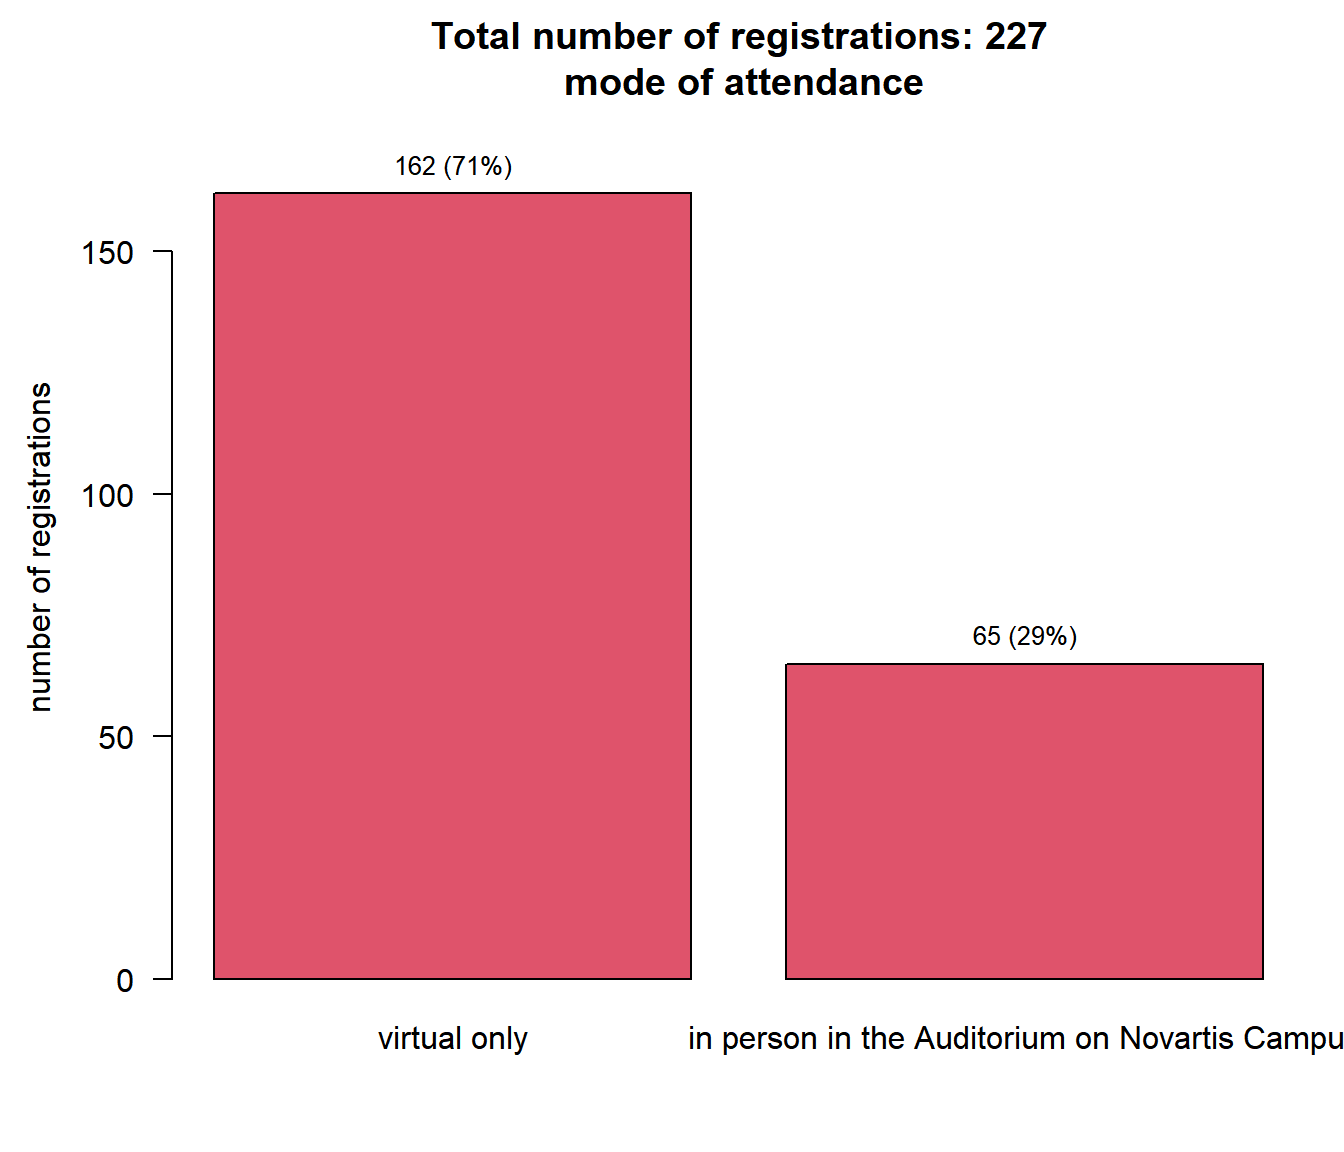 Total number of registrations: 227
mode of attendance
162 (71%)
150
65 (29%)
100
50
0
number of registrations
virtual only
in person in the Auditorium on Novartis Campu